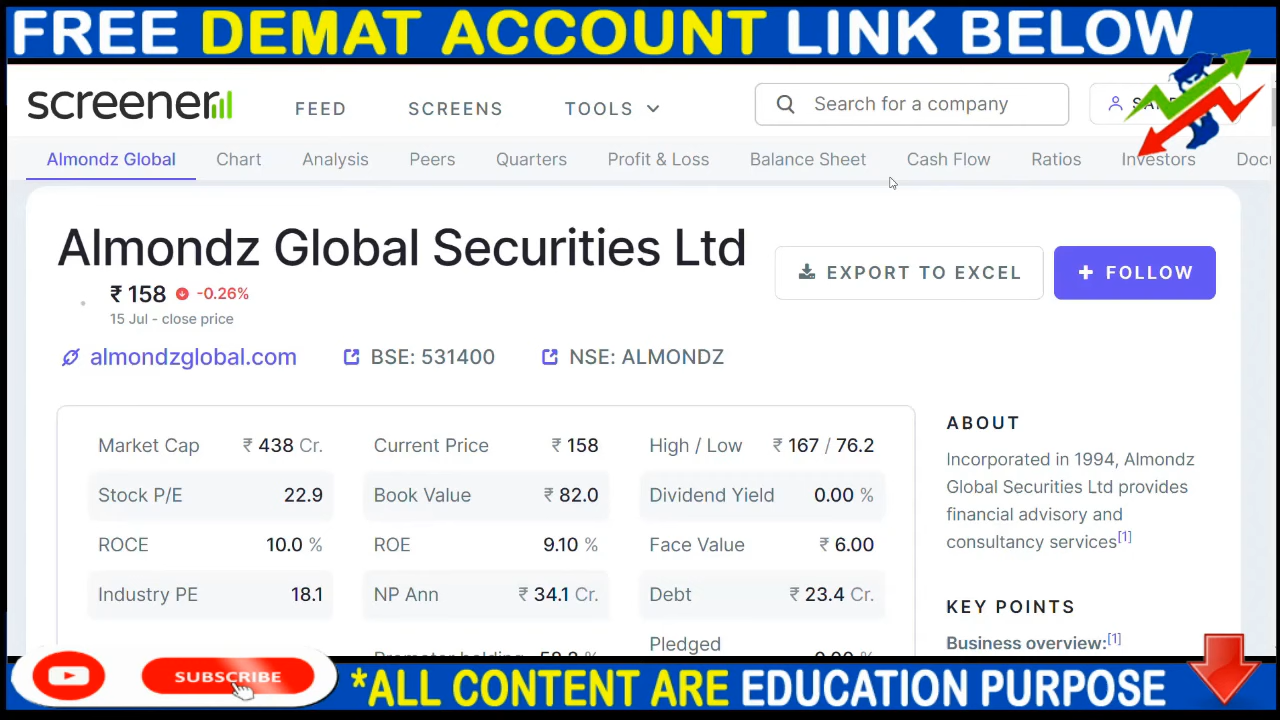 FREE DEMAT ACCOUNT LINK BELOW
screener
FEED
SCREENS
TOOLS
Search for a company
Almondz Global
Chart
Analysis
Peers
Quarters
Profit & Loss
Balance Sheet
Cash Flow
Ratios
Investors
Almondz Global Securities Ltd
EXPORT TO EXCEL
+ FOLLOW
₹ 158 -0.26%
15 Jul - close price
almondzglobal.com
BSE: 531400
NSE: ALMONDZ
Market Cap ₹ 438 Cr.
Current Price ₹ 158
High / Low ₹ 167 / 76.2
Stock P/E 22.9
Book Value ₹ 82.0
Dividend Yield 0.00 %
ROCE 10.0 %
ROE 9.10 %
Face Value ₹ 6.00
Industry PE 18.1
NP Ann ₹ 34.1 Cr.
Debt ₹ 23.4 Cr.
Pledged
ABOUT
Incorporated in 1994, Almondz
Global Securities Ltd provides
financial advisory and
consultancy services[1]
KEY POINTS
Business overview:[1]
SUBSCRIBE
*ALL CONTENT ARE EDUCATION PURPOSE